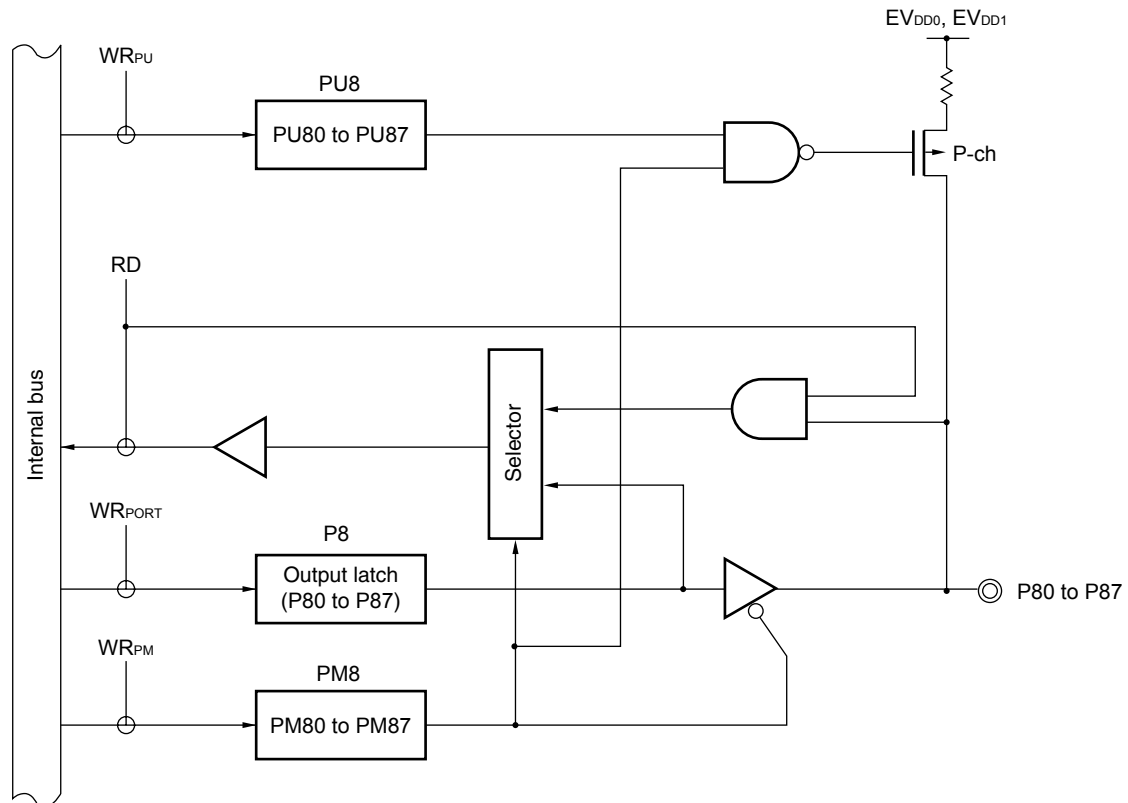 EVDD0, EVDD1
WRPU
PU8
PU80 to PU87
P-ch
RD
Internal bus
Selector
WRPORT
P8
Output latch
(P80 to P87)
P80 to P87
WRPM
PM8
PM80 to PM87